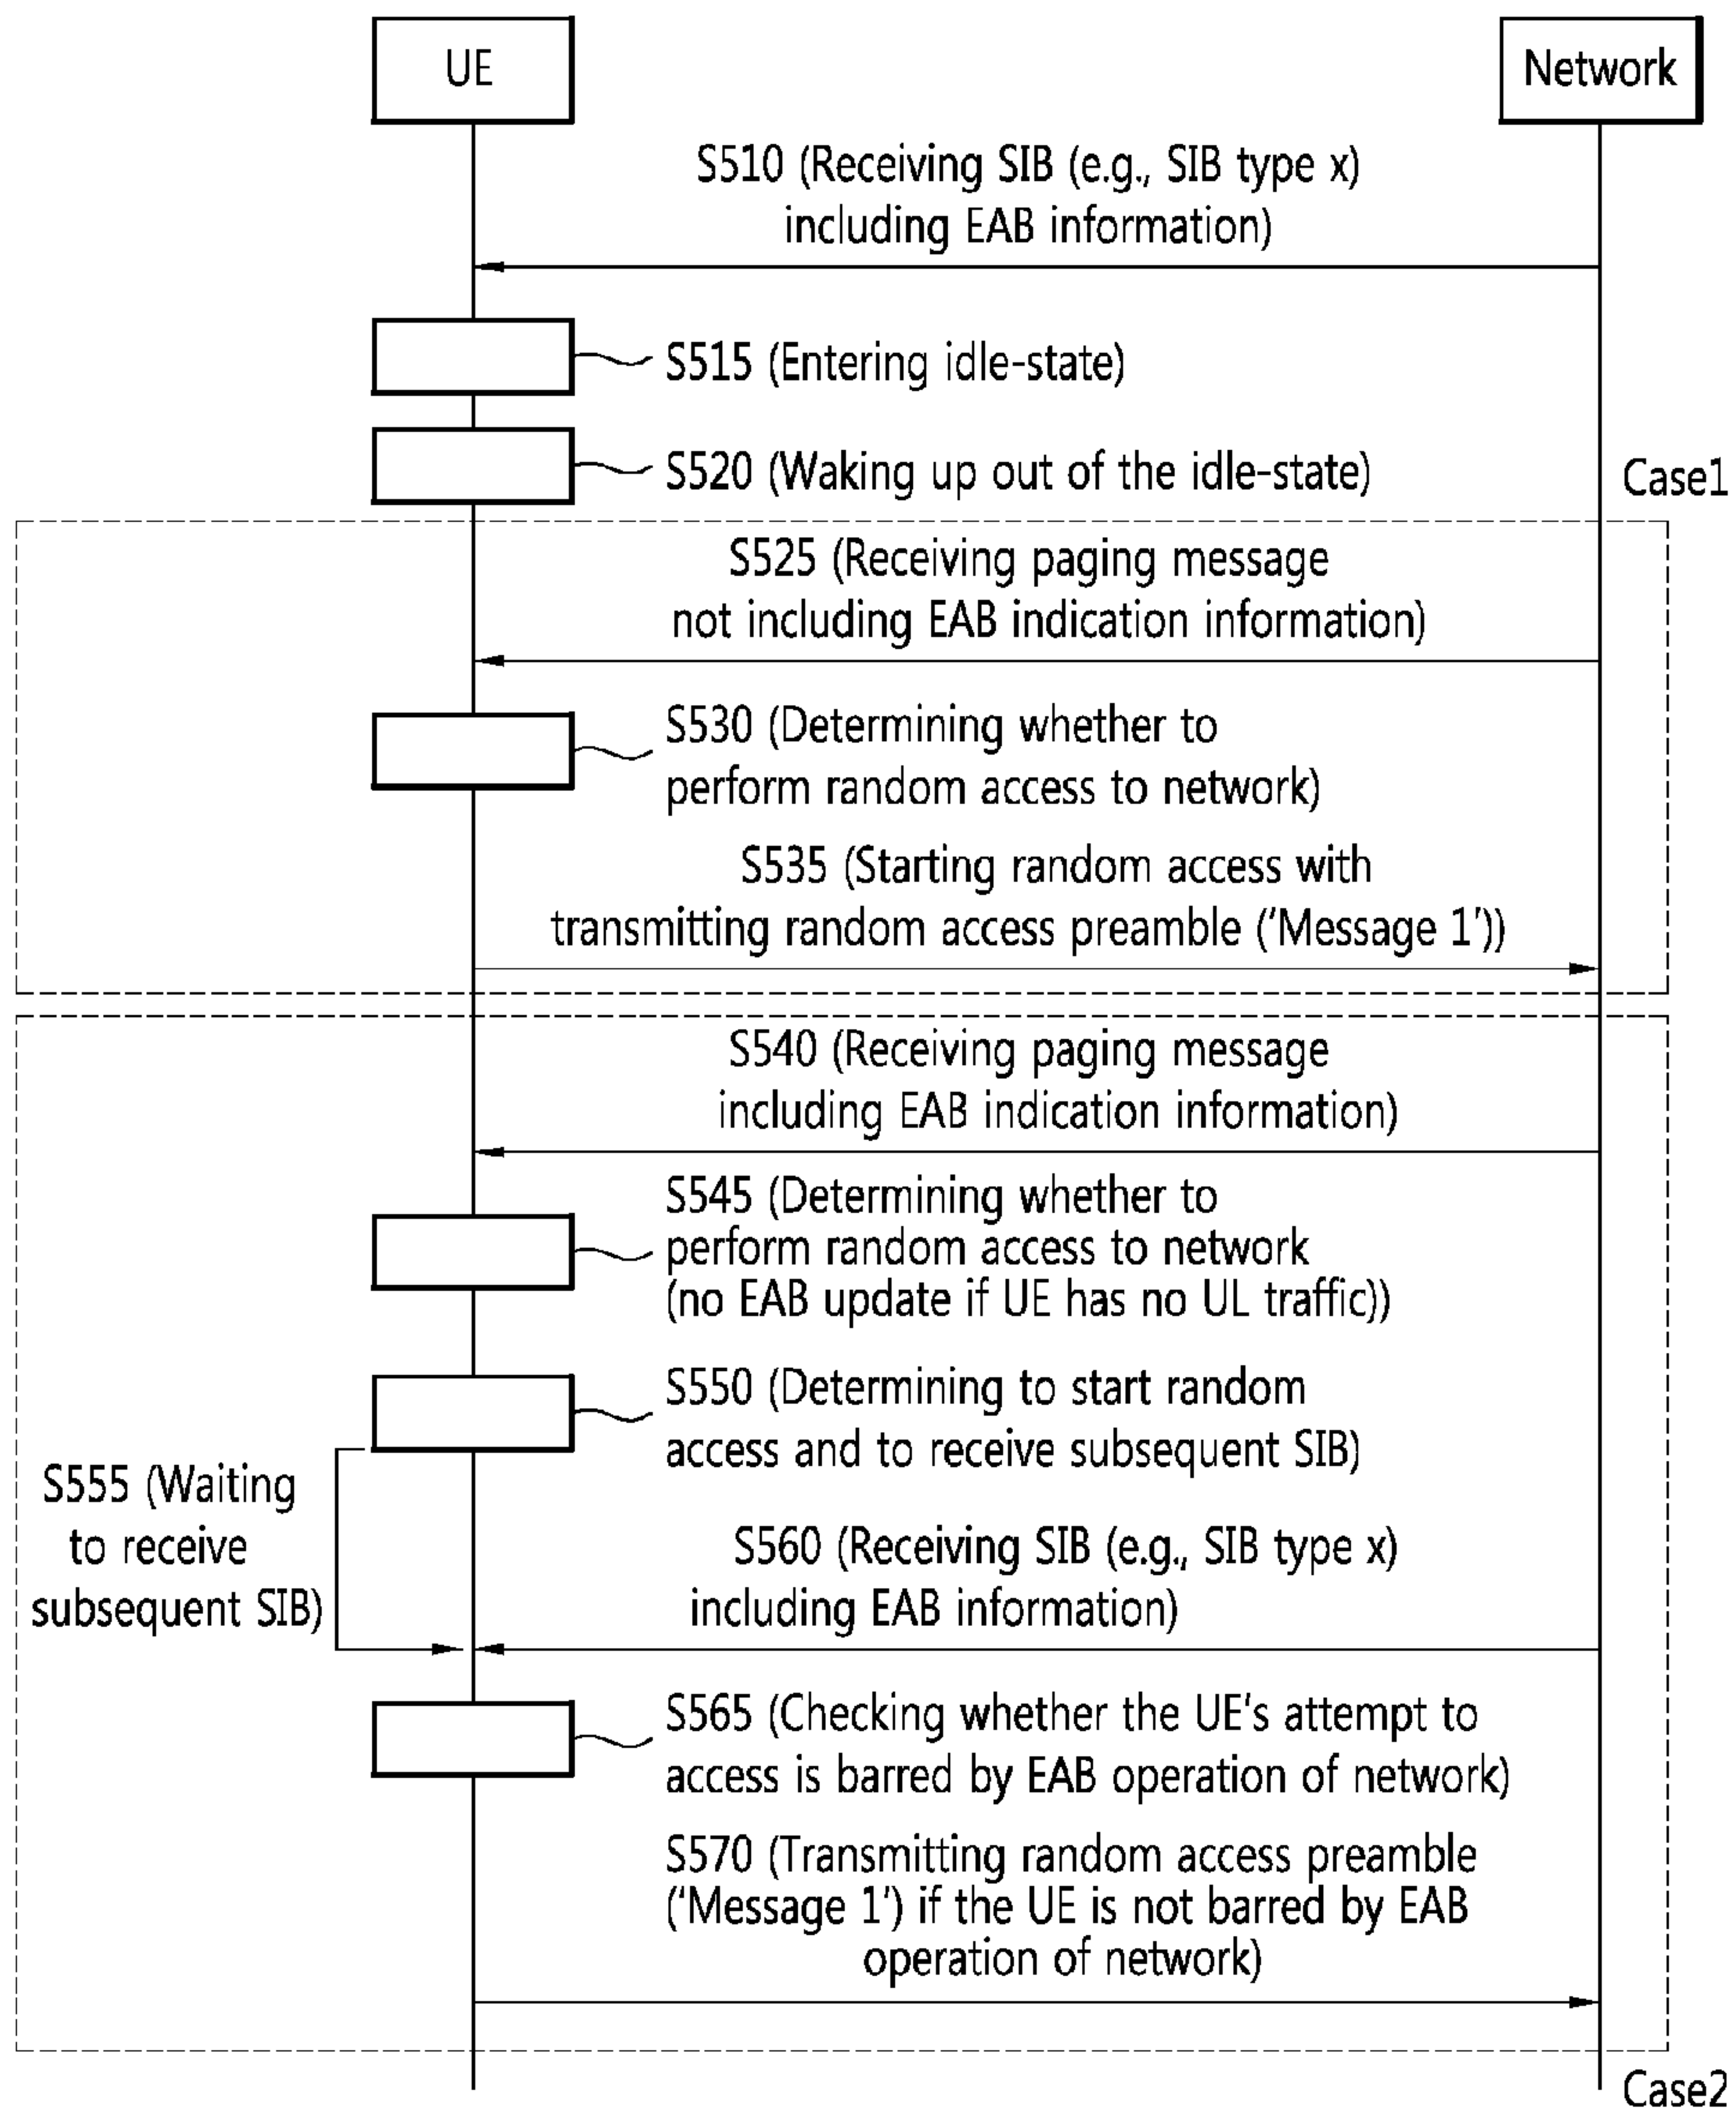 UE
Network
S510 (Receiving SIB (e.g., SIB type x)
including EAB information)
S515 (Entering idle-state)
S520 (Waking up out of the idle-state)
Case1
S525 (Receiving paging message
not including EAB indication information)
S530 (Determining whether to
perform random access to network)
S535 (Starting random access with
transmitting random access preamble (‘Message 1’))
S540 (Receiving paging message
including EAB indication information)
S545 (Determining whether to
perform random access to network
(no EAB update if UE has no UL traffic))
S550 (Determining to start random
access and to receive subsequent SIB)
S555 (Waiting
to receive
subsequent SIB)
S560 (Receiving SIB (e.g., SIB type x)
including EAB information)
S565 (Checking whether the UE’s attempt to
access is barred by EAB operation of network)
S570 (Transmitting random access preamble
(‘Message 1’) if the UE is not barred by EAB
operation of network)
Case2